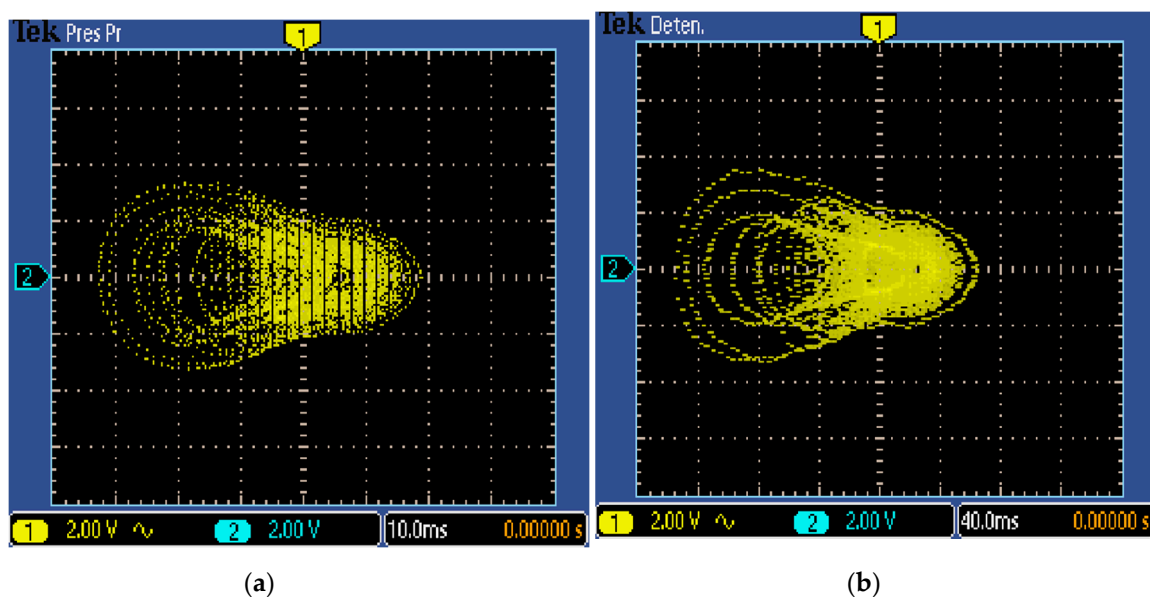 Tek Pres Pr
1
2
1 2.00 V 2 2.00 V 10.0ms 0.00000 s
(a)
Tek Deten.
1
2
1 2.00 V 2 2.00 V 40.0ms 0.00000 s
(b)